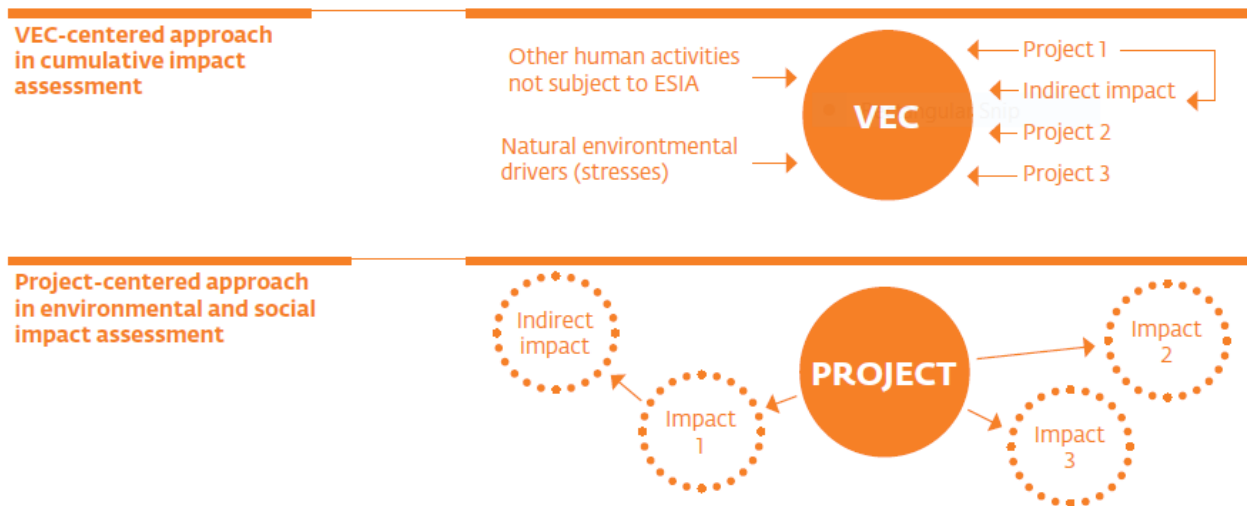 VEC-centered approach
in cumulative impact
assessment
Other human activities
not subject to ESIA
Natural environtmental
drivers (stresses)
VEC
Project 1
Indirect impact
Project 2
Project 3
Project-centered approach
in environmental and social
impact assessment
Indirect
impact
Impact
1
PROJECT
Impact
2
Impact
3